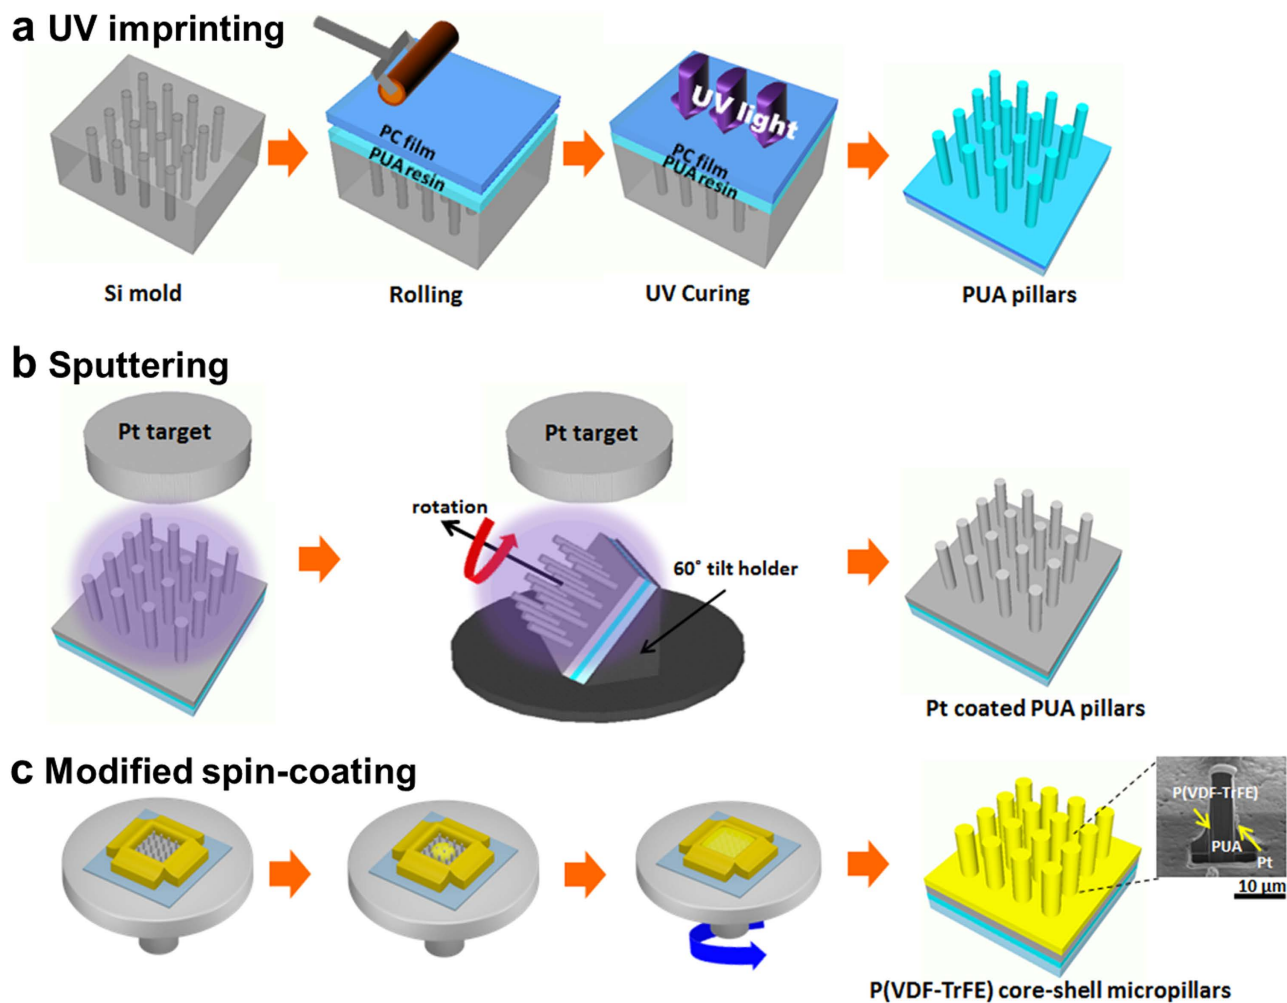 a UV imprinting
PC film
PUA resin
UV light
PC film
PUA resin
Si mold
Rolling
UV Curing
PUA pillars
b Sputtering
Pt target
Pt target
rotation
60° tilt holder
Pt coated PUA pillars
c Modified spin-coating
P(VDF-TrFE)
PUA
Pt
10 μm
P(VDF-TrFE) core-shell micropillars